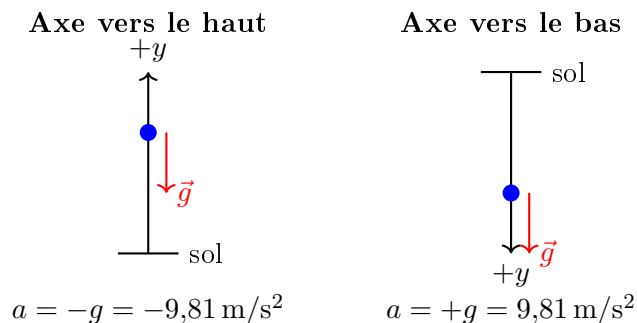 Axe vers le haut
+y
g⃗
sol
a = −g = −9,81 m/s²
Axe vers le bas
sol
g⃗
+y
a = +g = 9,81 m/s²